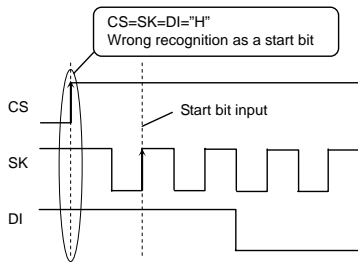 CS=SK=DI="H"
Wrong recognition as a start bit
CS
Start bit input
SK
DI